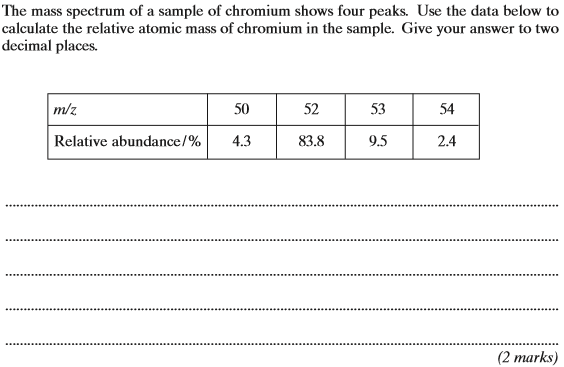 The mass spectrum of a sample of chromium shows four peaks. Use the data below to
calculate the relative atomic mass of chromium in the sample. Give your answer to two
decimal places.
m/z 50 52 53 54
Relative abundance/% 4.3 83.8 9.5 2.4
(2 marks)